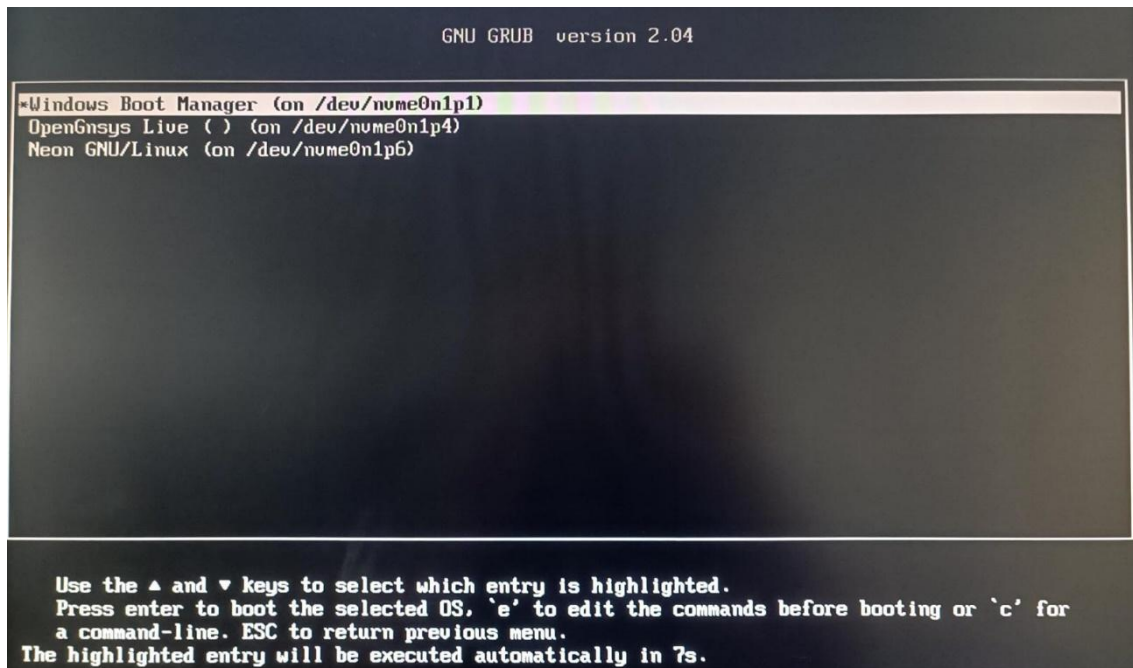 GNU GRUB version 2.04
*Windows Boot Manager (on /dev/nvme0n1p1)
OpenGnsys Live ( ) (on /dev/nvme0n1p4)
Neon GNU/Linux (on /dev/nvme0n1p6)
Use the ▲ and ▼ keys to select which entry is highlighted.
Press enter to boot the selected OS, `e' to edit the commands before booting or `c' for
a command-line. ESC to return previous menu.
The highlighted entry will be executed automatically in 7s.